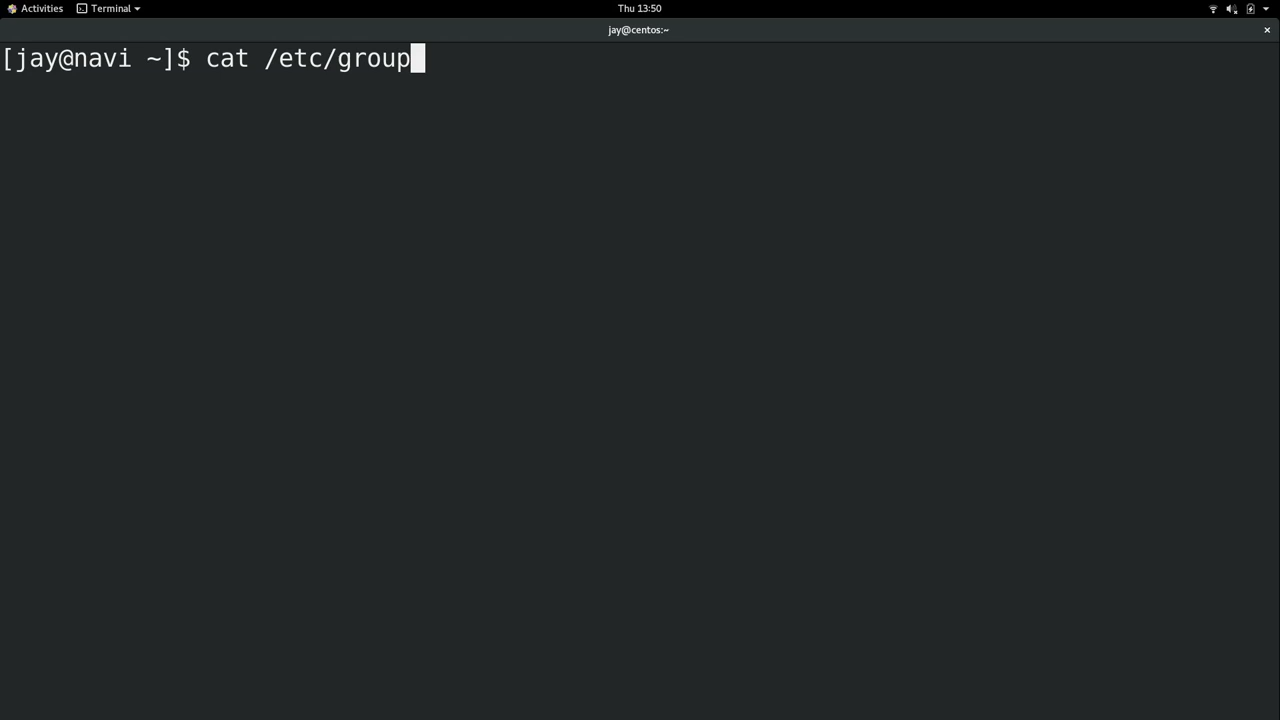 Activities Terminal Thu 13:50
jay@centos:~ ×
[jay@navi ~]$ cat /etc/group